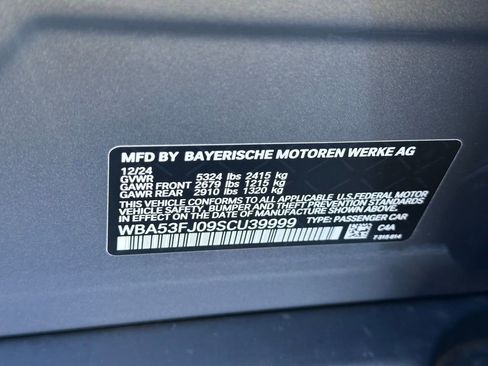 MFD BY BAYERISCHE MOTOREN WERKE AG
12/24
GVWR 5324 lbs 2415 kg
GAWR FRONT 2679 lbs 1215 kg
GAWR REAR 2910 lbs 1320 kg
THIS VEHICLE CONFORMS TO ALL APPLICABLE U.S. FEDERAL MOTOR
VEHICLE SAFETY, BUMPER, AND THEFT PREVENTION STANDARDS
IN EFFECT ON THE DATE OF MANUFACTURE SHOWN ABOVE.
WBA53FJ09SCU39999 TYPE: PASSENGER CAR
C4A